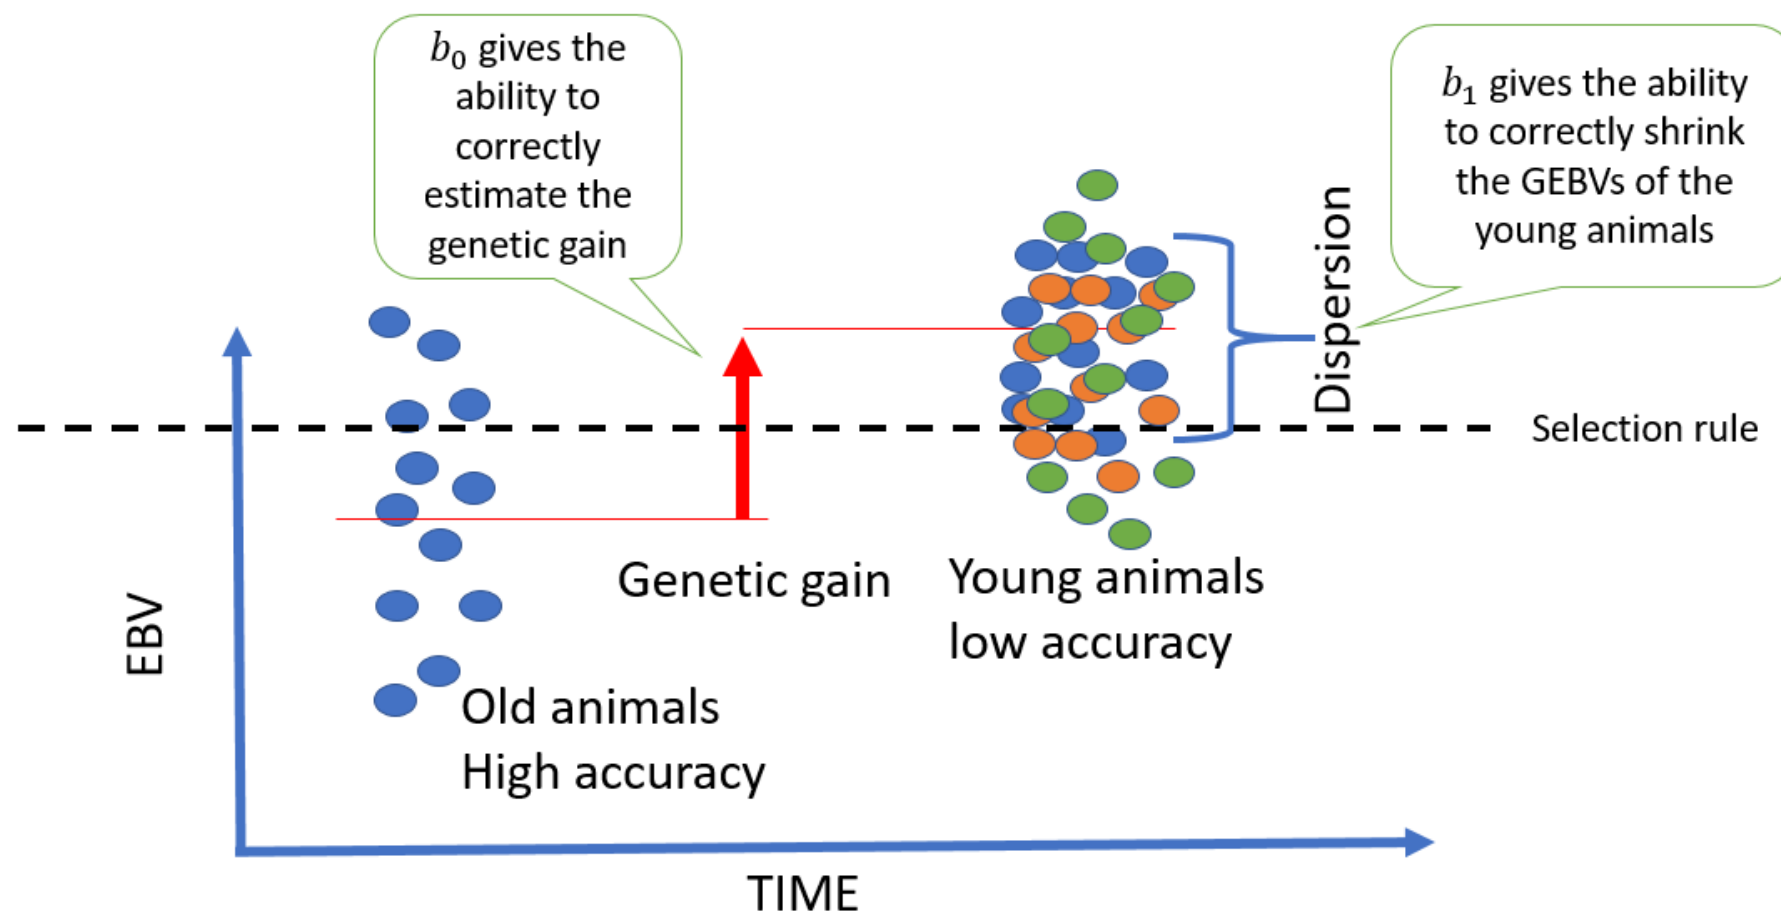 b₀ gives the
ability to
correctly
estimate the
genetic gain
b₁ gives the ability
to correctly shrink
the GEBVs of the
young animals
Dispersion
Selection rule
Genetic gain
Young animals
low accuracy
EBV
Old animals
High accuracy
TIME